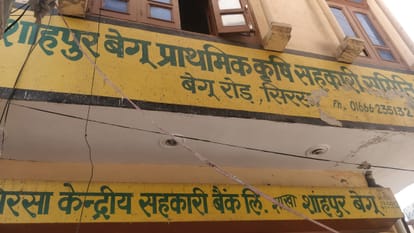 शाहपुर बेगू प्राथमिक कृषि सहकारी समिति
बेगू रोड़, सिरसा
Ph. 01666-235132
सिरसा केन्द्रीय सहकारी बैंक लि. शाखा शाहपुर बेगू